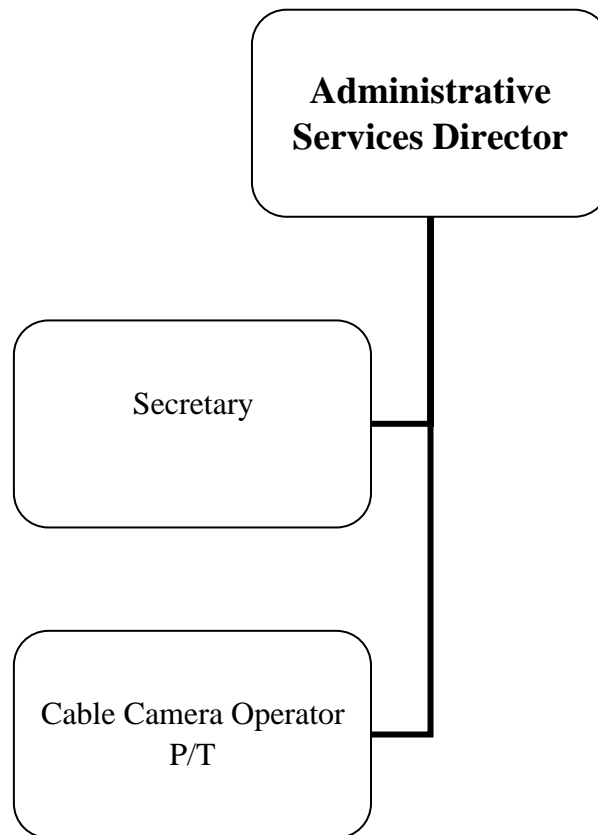 Administrative
Services Director
Secretary
Cable Camera Operator
P/T